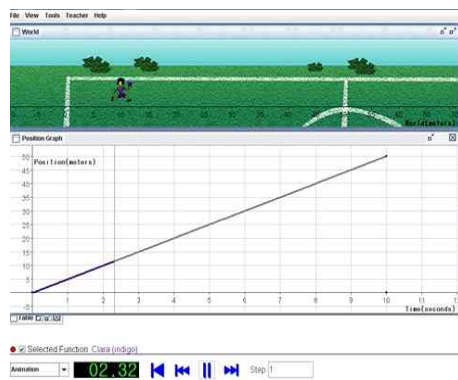 File View Tools Teacher Help
World
World(meters)
Position Graph
Position(meters)
50
45
40
35
30
25
20
15
10
5
0
-5
1 2 3 4 5 6 7 8 9 10 11 12
Time(seconds)
Table
Selected Function Clara (indigo)
Animation 02.32 Step 1